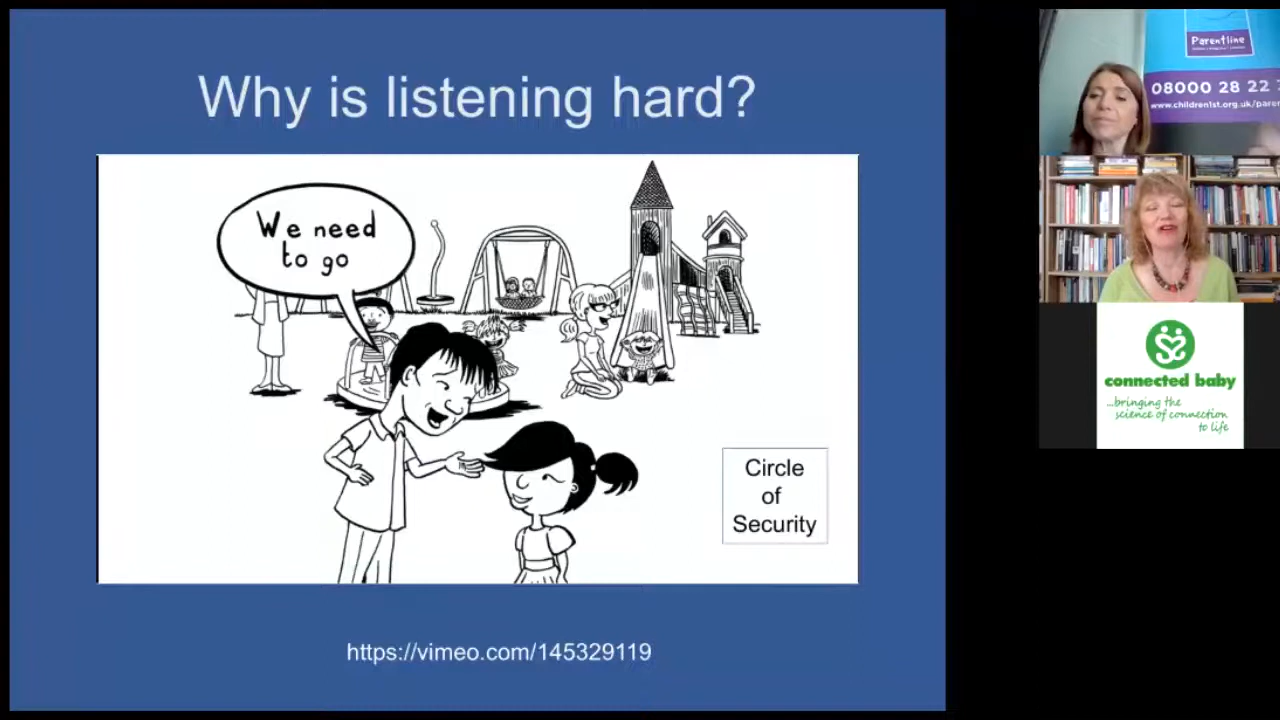 Why is listening hard?
We need
to go
Circle
of
Security
https://vimeo.com/145329119
Parentline
08000 28 22
www.children1st.org.uk/paren
connected baby
...bringing the
science of connection
to life